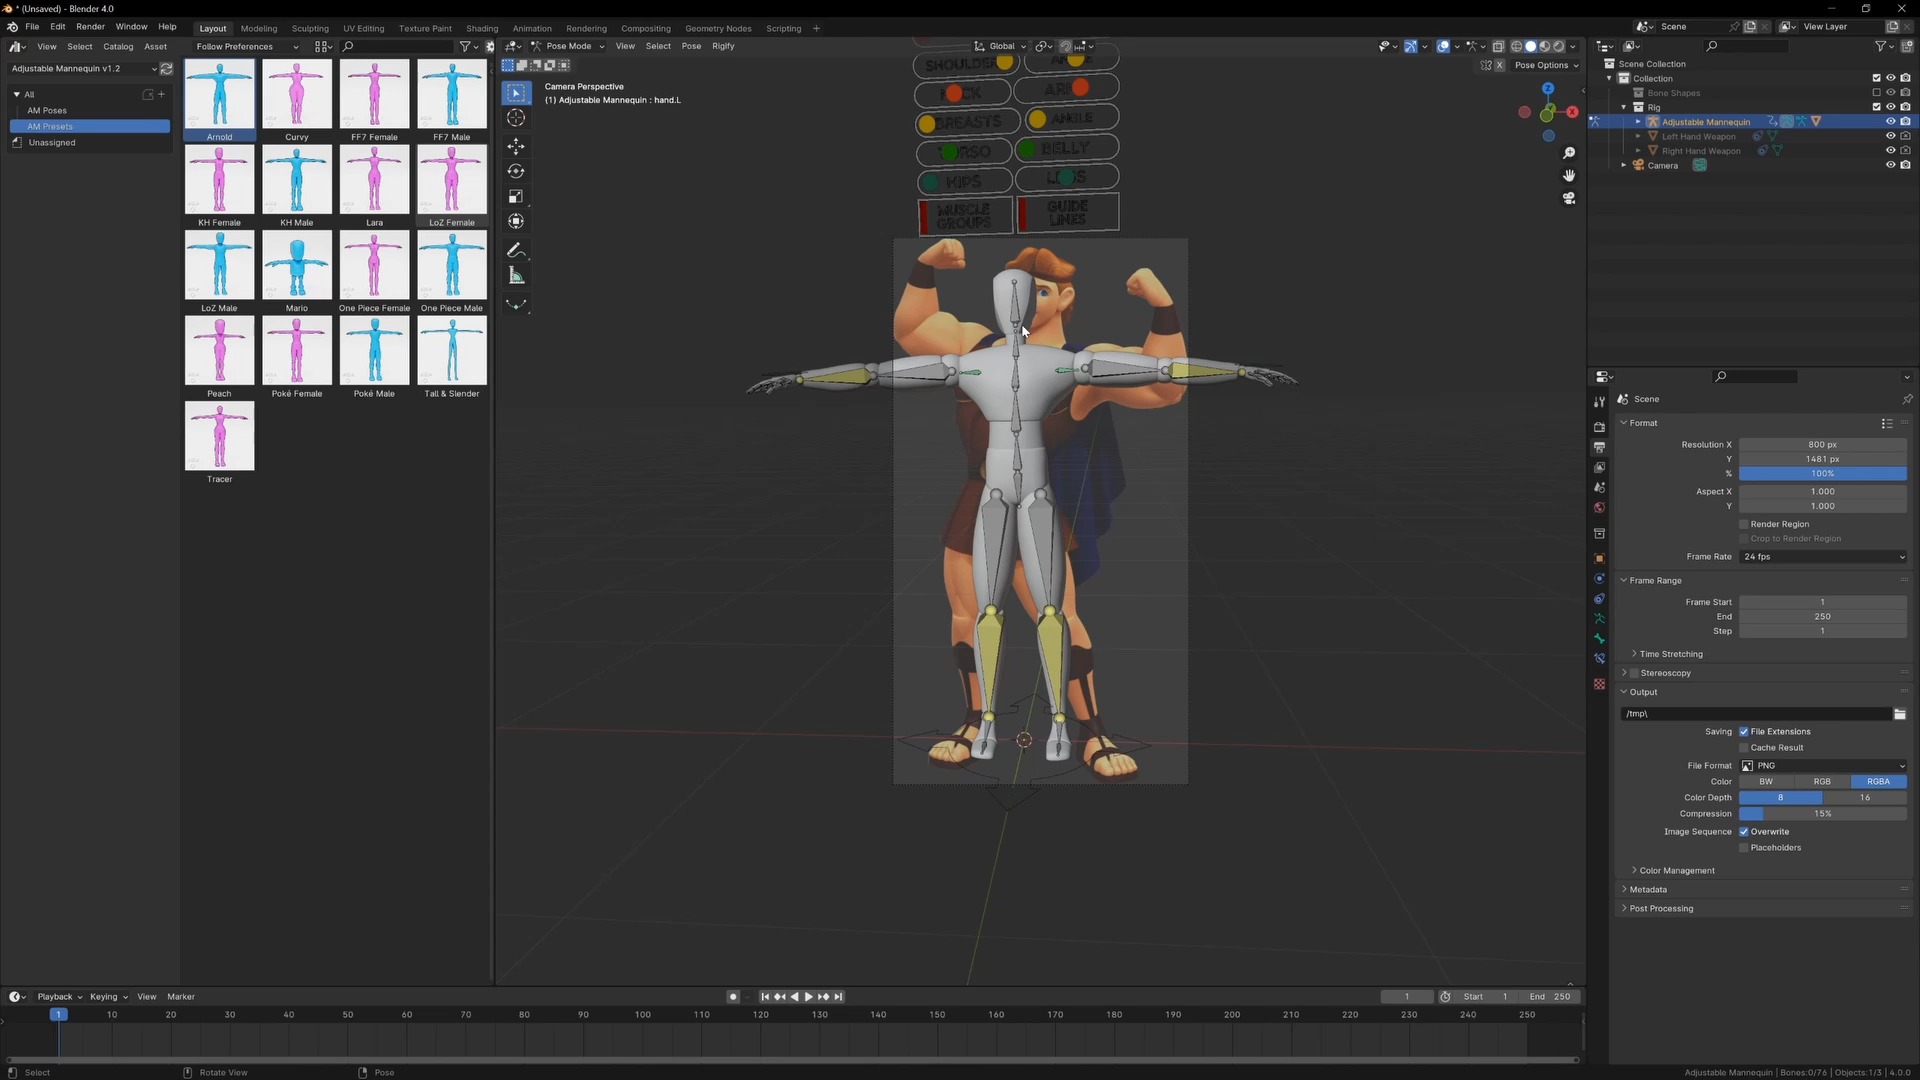 * (Unsaved) - Blender 4.0
File Edit Render Window Help
Layout Modeling Sculpting UV Editing Texture Paint Shading Animation Rendering Compositing Geometry Nodes Scripting +
Scene
View Layer
View Select Catalog Asset
Follow Preferences
Pose Mode
View Select Pose Rigify
Global
Pose Options
Adjustable Mannequin v1.2
All
AM Poses
AM Presets
Unassigned
Arnold
Curvy
FF7 Female
FF7 Male
KH Female
KH Male
Lara
LoZ Female
LoZ Male
Mario
One Piece Female
One Piece Male
Peach
Poké Female
Poké Male
Tall & Slender
Tracer
Camera Perspective
(1) Adjustable Mannequin : hand.L
SHOULDER
BREASTS
ANGLE
TORSO
BELLY
HIPS
LEGS
MUSCLE GROUPS
GUIDE LINES
Z
X
Scene Collection
Collection
Bone Shapes
Rig
Adjustable Mannequin
Left Hand Weapon
Right Hand Weapon
Camera
Scene
Format
Resolution X 800 px
Y 1481 px
% 100%
Aspect X 1.000
Y 1.000
Render Region
Crop to Render Region
Frame Rate 24 fps
Frame Range
Frame Start 1
End 250
Step 1
Time Stretching
Stereoscopy
Output
/tmp\
Saving File Extensions
Cache Result
File Format PNG
Color BW RGB RGBA
Color Depth 8 16
Compression 15%
Image Sequence Overwrite
Placeholders
Color Management
Metadata
Post Processing
Playback Keying View Marker
1 Start 1 End 250
1 10 20 30 40 50 60 70 80 90 100 110 120 130 140 150 160 170 180 190 200 210 220 230 240 250
Select
Rotate View
Pose
Adjustable Mannequin | Bones:0/76 | Objects:1/3 | 4.0.0